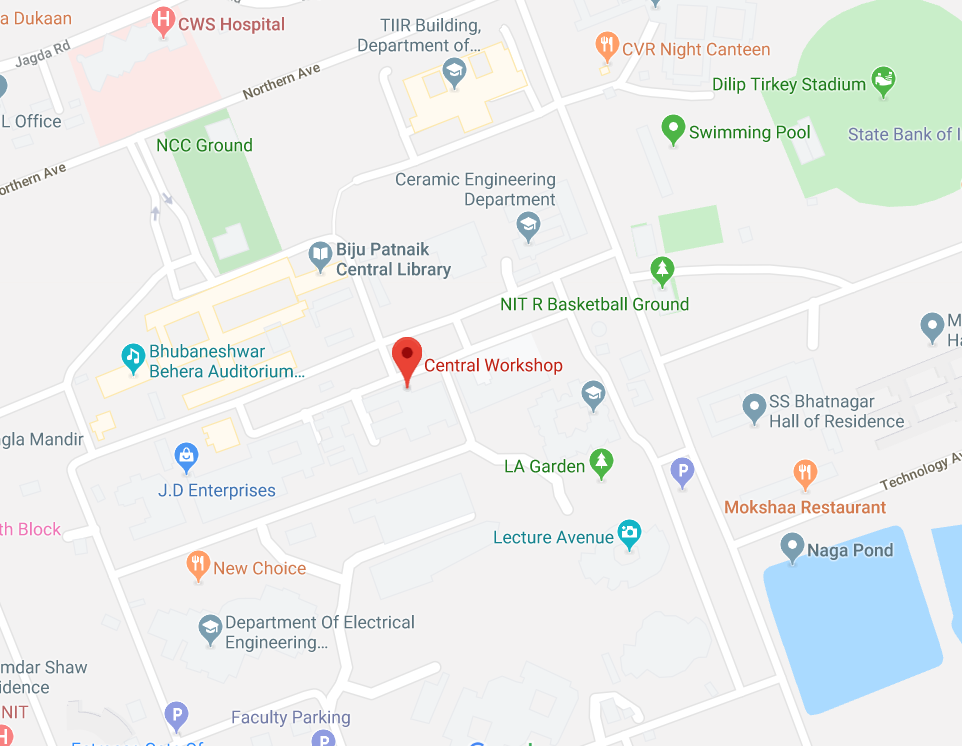 a Dukaan
CWS Hospital
Jagda Rd
TIIR Building,
Department of...
CVR Night Canteen
Northern Ave
Dilip Tirkey Stadium
L Office
Swimming Pool
State Bank of I
NCC Ground
orthern Ave
Ceramic Engineering
Department
Biju Patnaik
Central Library
NIT R Basketball Ground
Bhubaneshwar
Behera Auditorium...
Central Workshop
M
Ha
SS Bhatnagar
Hall of Residence
gla Mandir
LA Garden
P
Technology Av
J.D Enterprises
Mokshaa Restaurant
th Block
Lecture Avenue
Naga Pond
New Choice
Department Of Electrical
Engineering...
mdar Shaw
idence
NIT
P
Faculty Parking
P